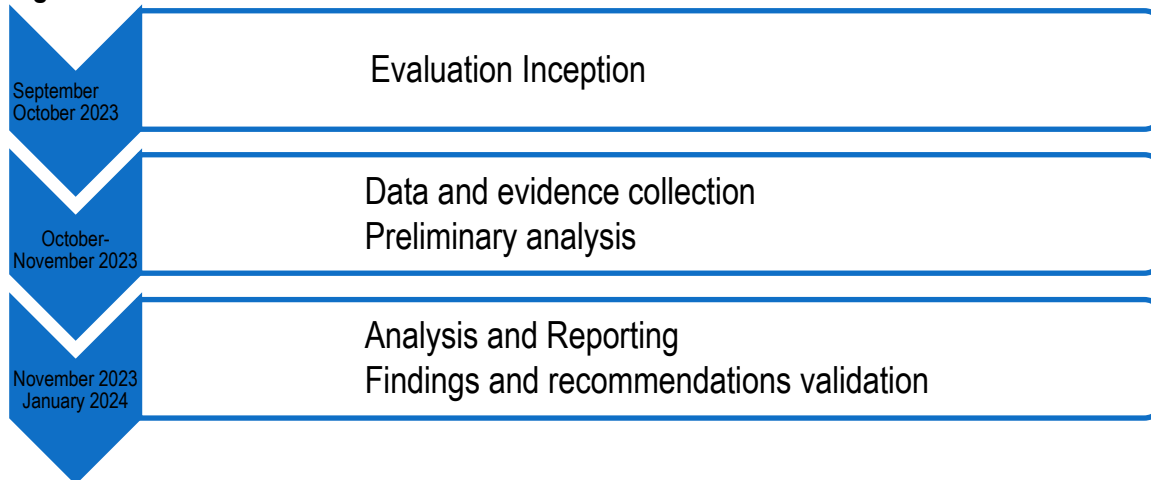 September
October 2023
Evaluation Inception
October-
November 2023
Data and evidence collection
Preliminary analysis
November 2023
January 2024
Analysis and Reporting
Findings and recommendations validation